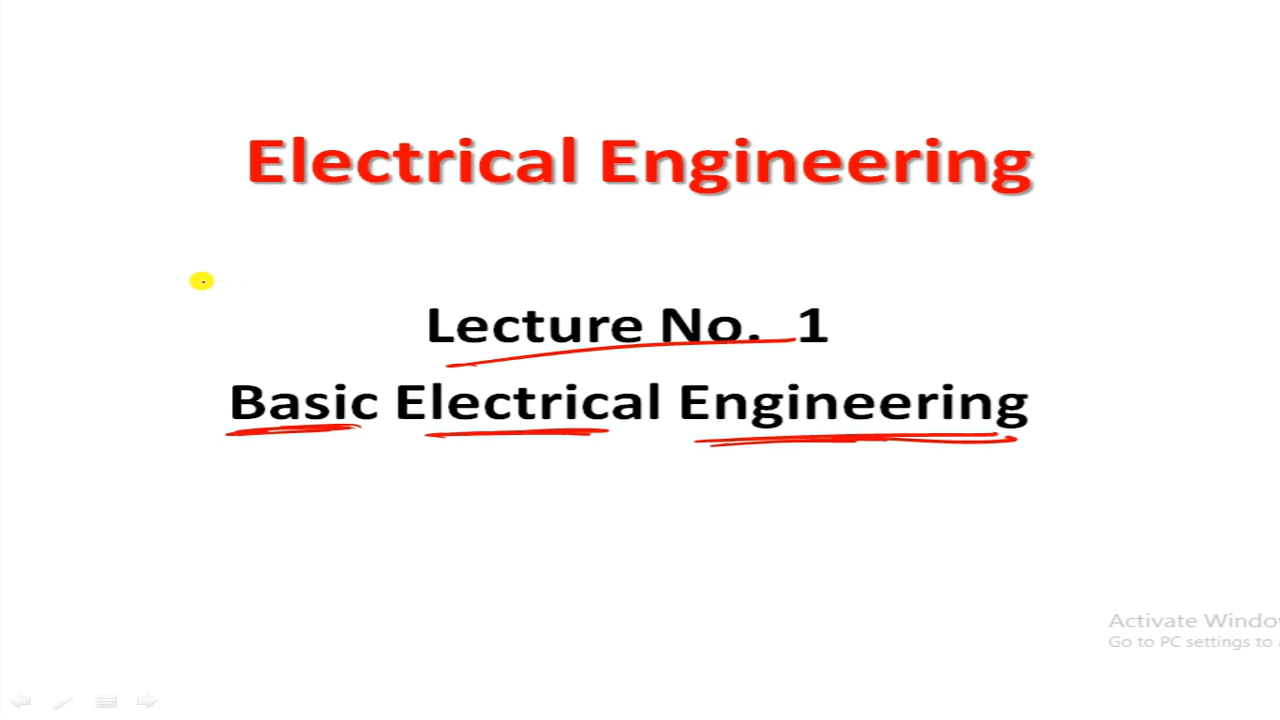 Electrical Engineering
Lecture No. 1
Basic Electrical Engineering
Activate Windo
Go to PC settings to